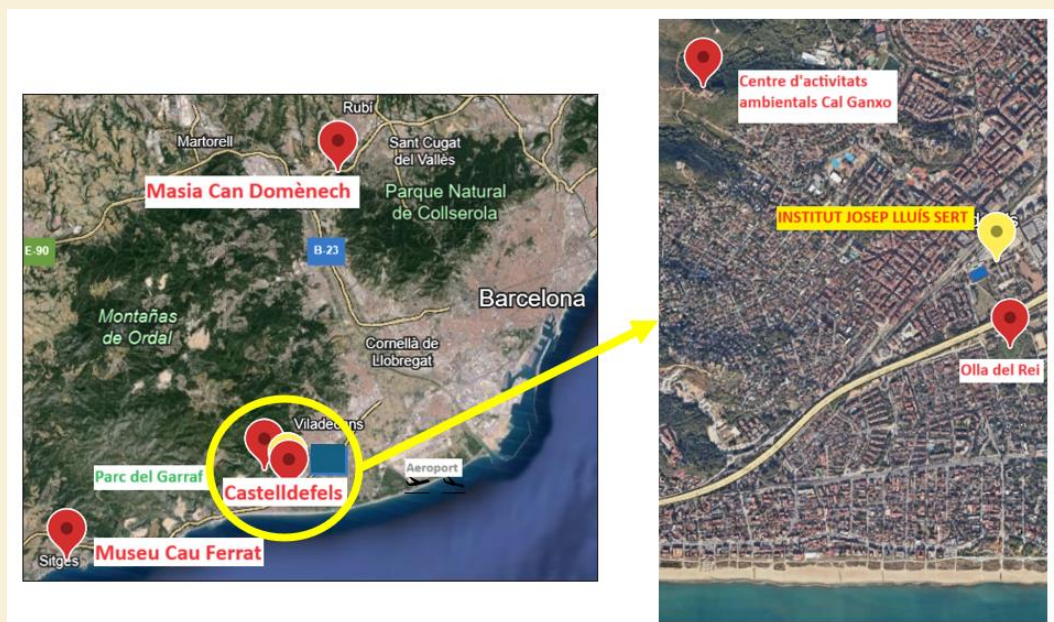 Rubí
Martorell
Sant Cugat
del Vallès
Masia Can Domènech
Parque Natural
de Collserola
E-90
B-23
Barcelona
Montañas
de Ordal
Cornellà de
Llobregat
Viladecans
Parc del Garraf
Aeroport
Castelldefels
Museu Cau Ferrat
Sitges
Centre d'activitats
ambientals Cal Ganxo
INSTITUT JOSEP LLUÍS SERT
Olla del Rei